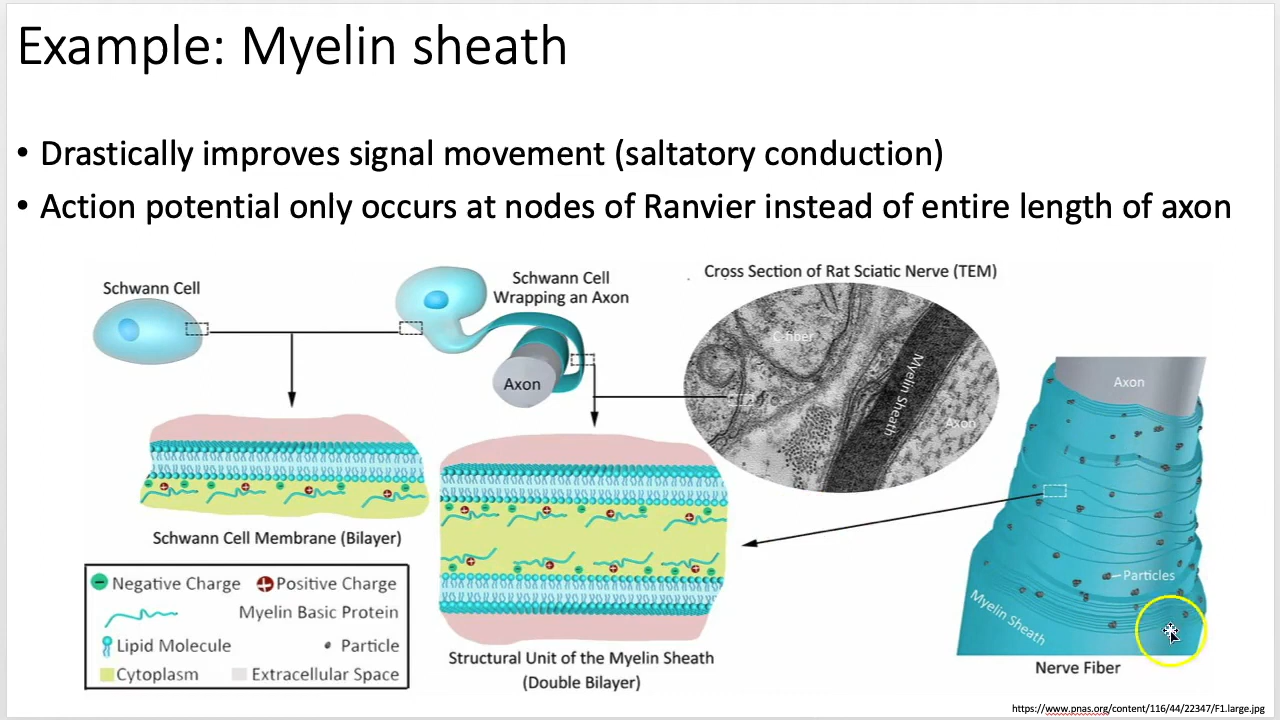 Example: Myelin sheath
• Drastically improves signal movement (saltatory conduction)
• Action potential only occurs at nodes of Ranvier instead of entire length of axon
Schwann Cell
Schwann Cell
Wrapping an Axon
Axon
Cross Section of Rat Sciatic Nerve (TEM)
C-fiber
Myelin Sheath
Axon
Axon
Particles
Myelin Sheath
Nerve Fiber
Schwann Cell Membrane (Bilayer)
Negative Charge
Positive Charge
Myelin Basic Protein
Lipid Molecule
Particle
Cytoplasm
Extracellular Space
Structural Unit of the Myelin Sheath
(Double Bilayer)
https://www.pnas.org/content/116/44/22347/F1.large.jpg